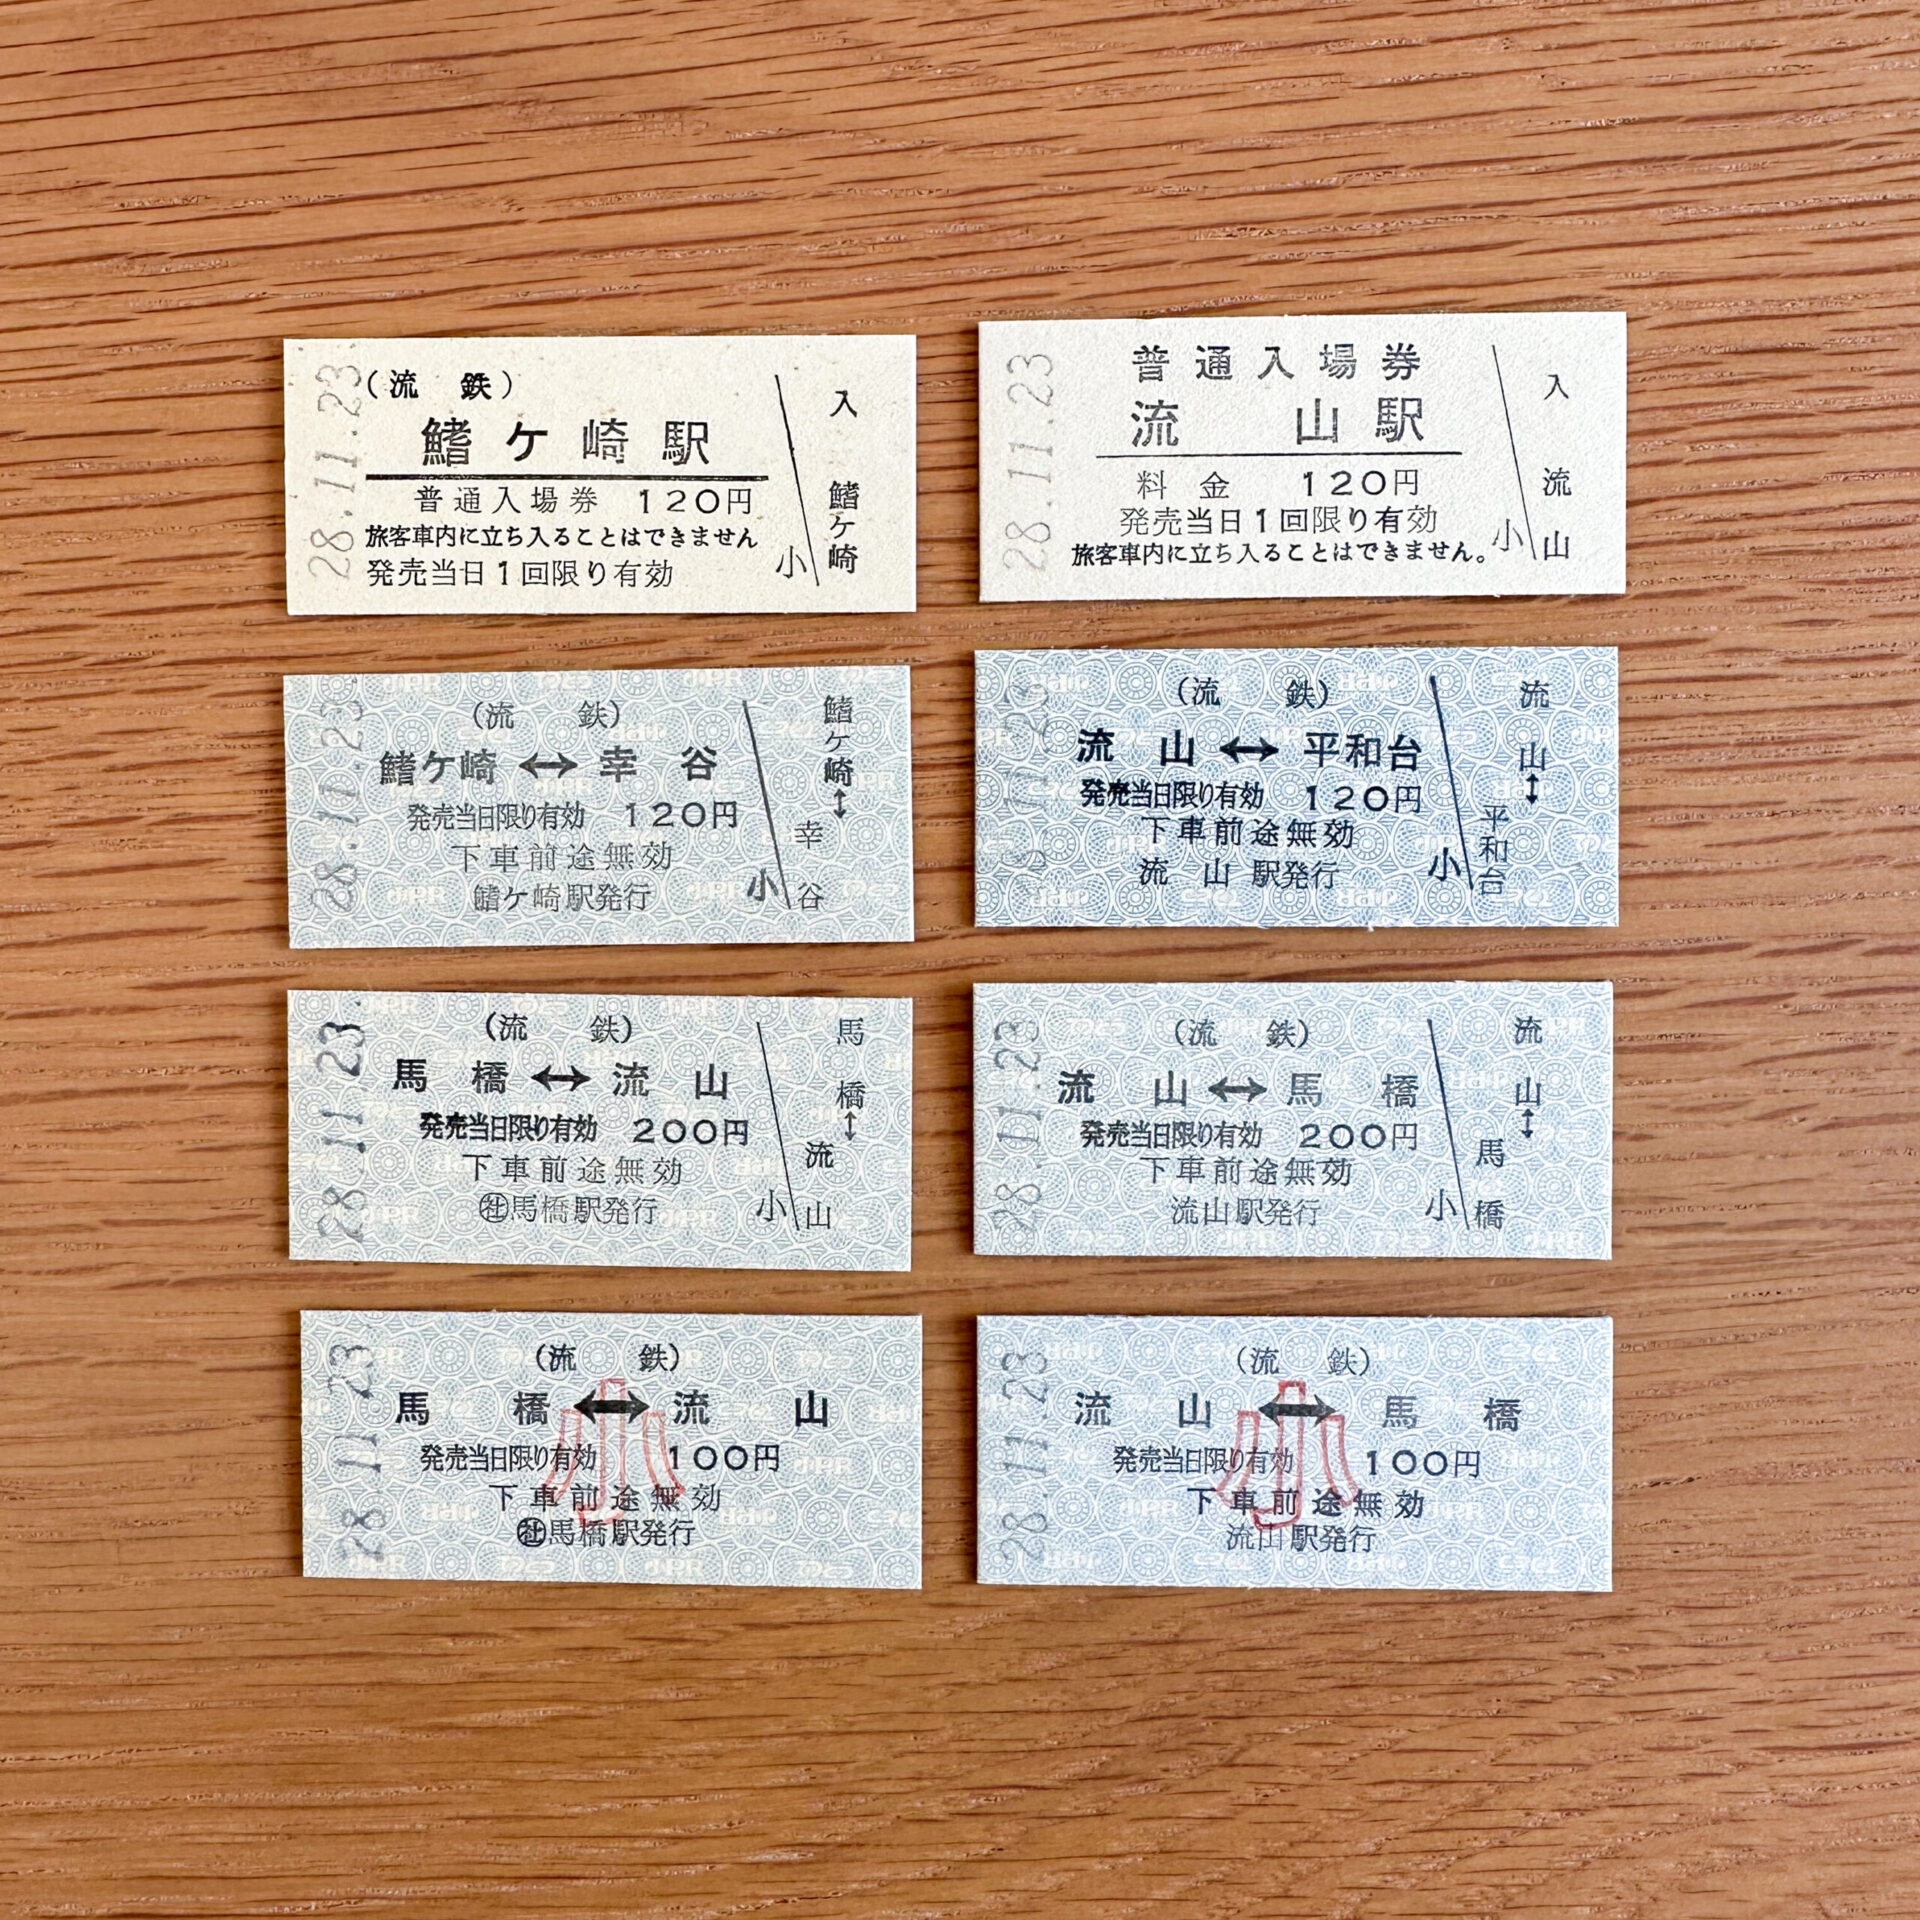 28.11.23
(流 鉄)
鰭ケ崎駅
普通入場券 120円
旅客車内に立ち入ることはできません
発売当日1回限り有効
小
入
鰭ケ崎
28.11.23
普通入場券
流 山駅
料金 120円
発売当日1回限り有効
旅客車内に立ち入ることはできません。
小
入
流山
28.11.23
(流 鉄)
鰭ケ崎↔幸 谷
発売当日限り有効 120円
下車前途無効
鰭ケ崎駅発行
小
鰭ケ崎↕
幸谷
(流 鉄)
流 山↔平和台
発売当日限り有効 120円
下車前途無効
流 山 駅発行
小
流山↕
平和台
28.11.23
(流 鉄)
馬 橋↔流 山
発売当日限り有効 200円
下車前途無効
㊓馬橋駅発行
小
馬橋↕
流山
28.11.23
(流 鉄)
流 山↔馬 橋
発売当日限り有効 200円
下車前途無効
流山駅発行
小
流山↕
馬橋
28.11.23
(流 鉄)
馬 橋↔流 山
小
発売当日限り有効 100円
下車前途無効
㊓馬橋駅発行
28.11.23
(流 鉄)
流 山↔馬 橋
小
発売当日限り有効 100円
下車前途無効
流山駅発行